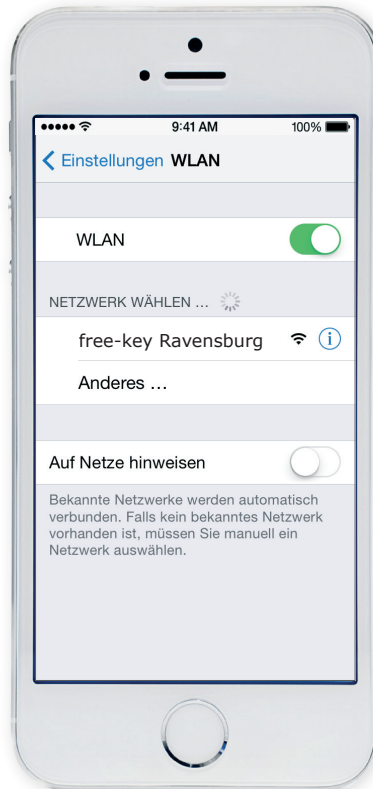 9:41 AM 100%
Einstellungen WLAN
WLAN
NETZWERK WÄHLEN ...
free-key Ravensburg
Anderes ...
Auf Netze hinweisen
Bekannte Netzwerke werden automatisch
verbunden. Falls kein bekanntes Netzwerk
vorhanden ist, müssen Sie manuell ein
Netzwerk auswählen.